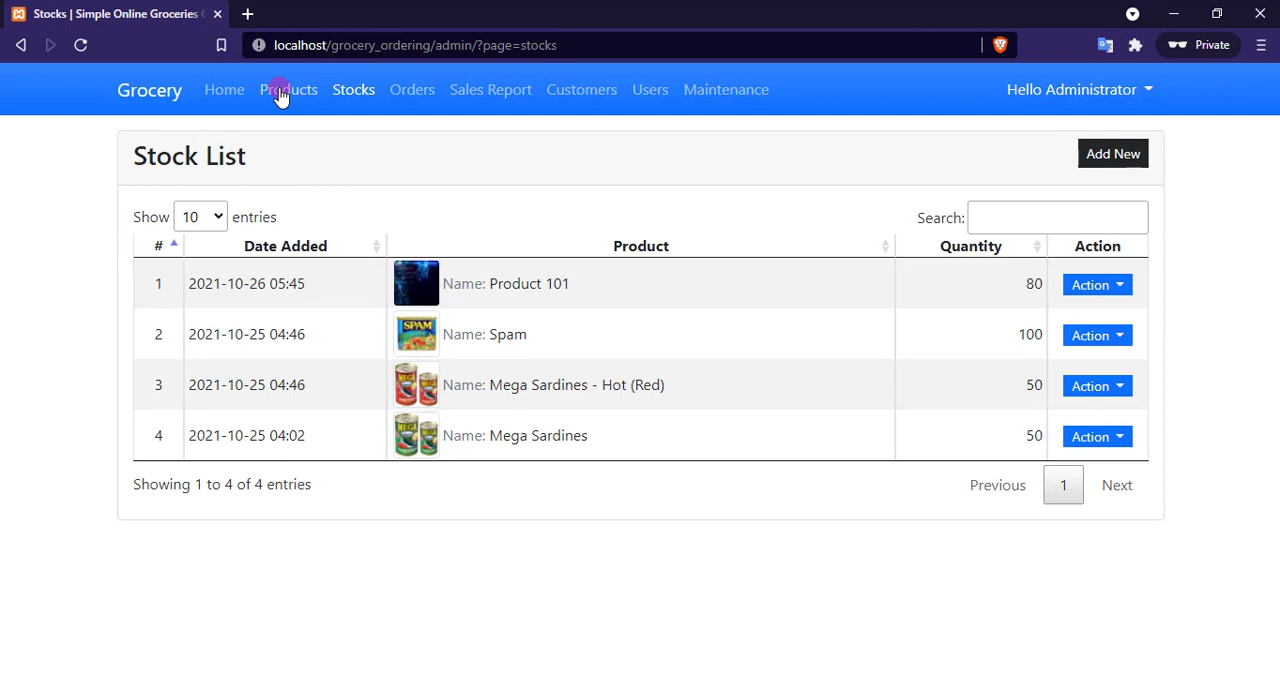 Stocks | Simple Online Groceries
localhost/grocery_ordering/admin/?page=stocks
Private
Grocery Home Products Stocks Orders Sales Report Customers Users Maintenance Hello Administrator
Stock List
Add New
Show 10 entries
Search:
# Date Added Product Quantity Action
1 2021-10-26 05:45 Name: Product 101 80 Action
2 2021-10-25 04:46 SPAM Name: Spam 100 Action
3 2021-10-25 04:46 MEGA Name: Mega Sardines - Hot (Red) 50 Action
4 2021-10-25 04:02 MEGA Name: Mega Sardines 50 Action
Showing 1 to 4 of 4 entries
Previous 1 Next